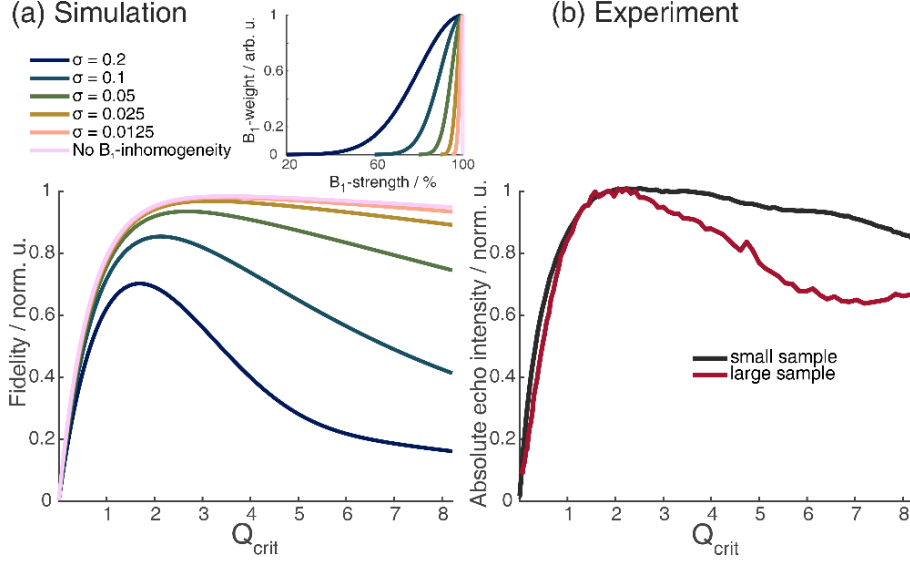 (a) Simulation
σ = 0.2
σ = 0.1
σ = 0.05
σ = 0.025
σ = 0.0125
No B₁-inhomogeneity
B₁-weight / arb. u.
1
0.6
0.2
0
20
60
100
B₁-strength / %
Fidelity / norm. u.
1
0.8
0.6
0.4
0.2
0
1
2
3
4
5
6
7
8
Q_crit
(b) Experiment
Absolute echo intensity / norm. u.
1
0.8
0.6
0.4
0.2
0
small sample
large sample
1
2
3
4
5
6
7
8
Q_crit